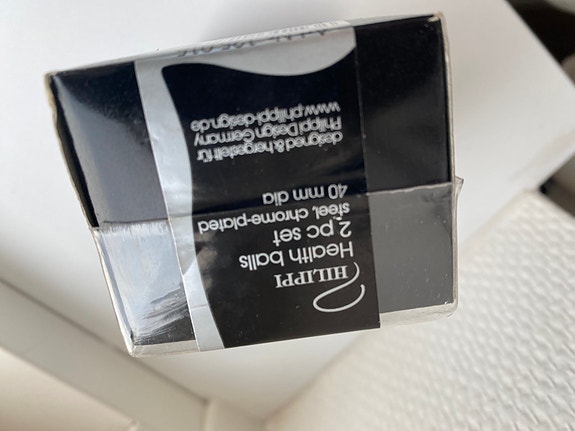 PHILIPPI
Health balls
2 pc set
steel, chrome-plated
40 mm dia
designed & hergestellt für
Philippi Design Germany
www.philippi-design.de